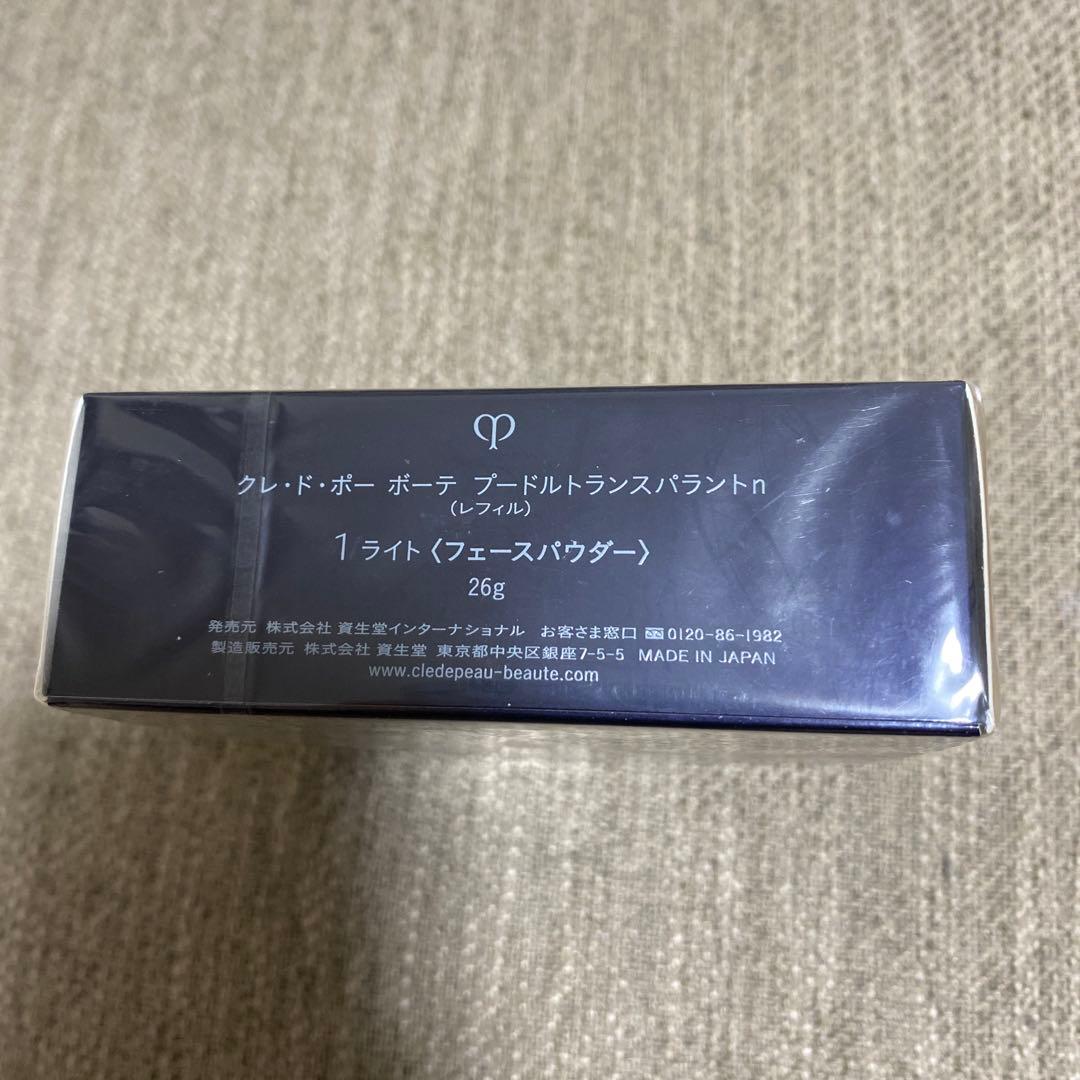 クレ・ド・ポー ボーテ プードルトランスパラントn
(レフィル)
1 ライト〈フェースパウダー〉
26g
発売元 株式会社 資生堂インターナショナル お客さま窓口 0120-86-1982
製造販売元 株式会社 資生堂 東京都中央区銀座7-5-5 MADE IN JAPAN
www.cledepeau-beaute.com